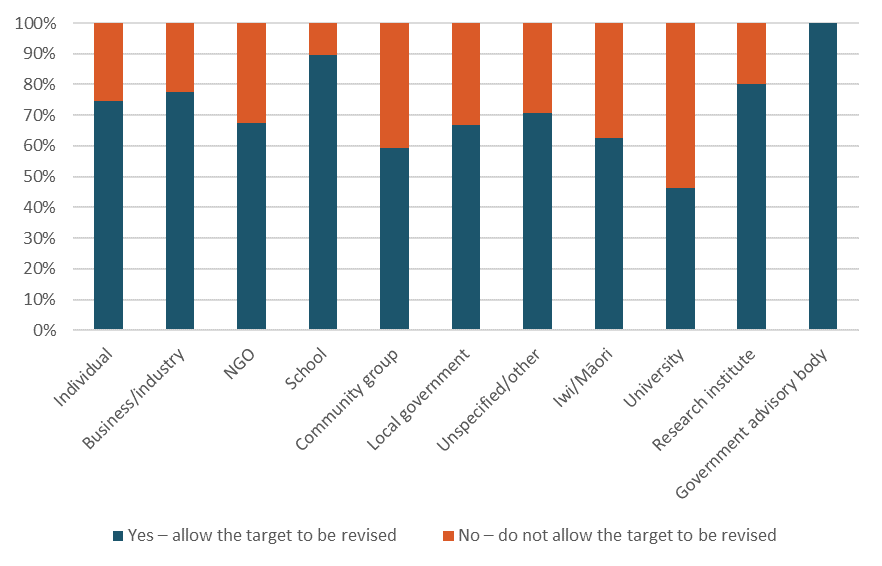 100%
90%
80%
70%
60%
50%
40%
30%
20%
10%
0%
Individual
Business/industry
NGO
School
Community group
Local government
Unspecified/other
Iwi/Māori
University
Research institute
Government advisory body
Yes – allow the target to be revised
No – do not allow the target to be revised